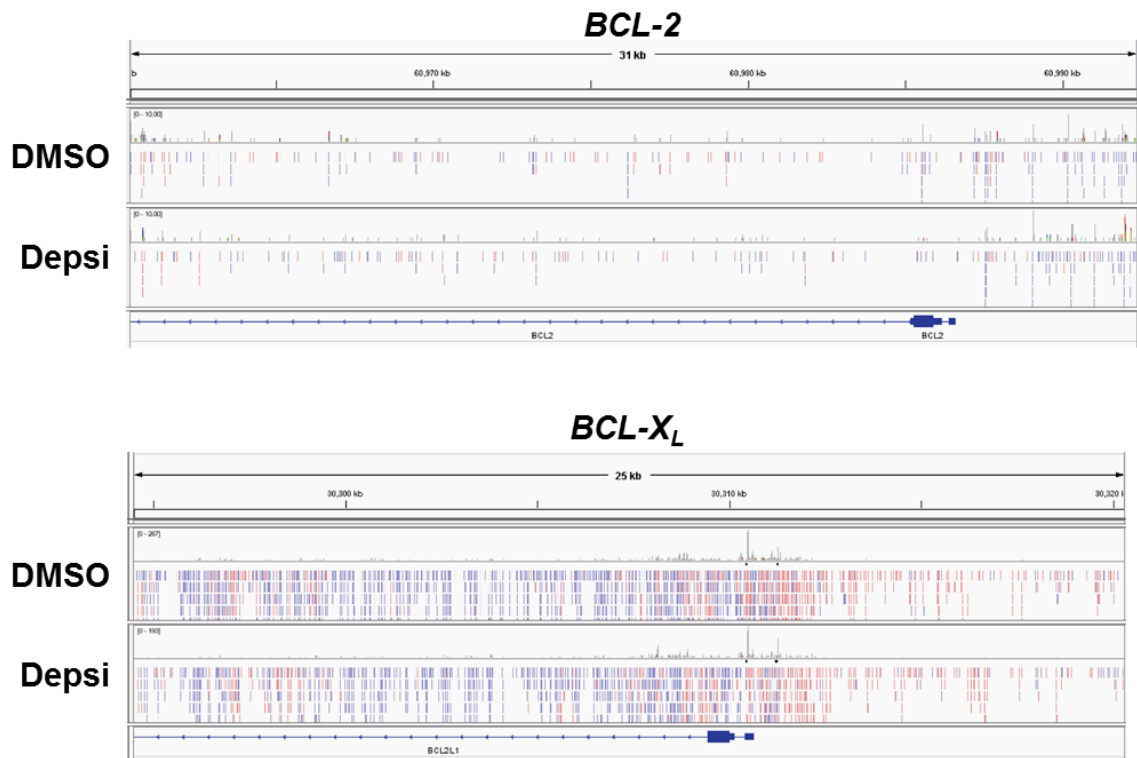 BCL-2
31 kb
b 60,970 kb 60,980 kb 60,990 kb
[0 - 10.00]
DMSO
[0 - 10.00]
Depsi
BCL2 BCL2
BCL-XL
25 kb
30,300 kb 30,310 kb 30,320 k
[0 - 267]
DMSO
[0 - 193]
Depsi
BCL2L1